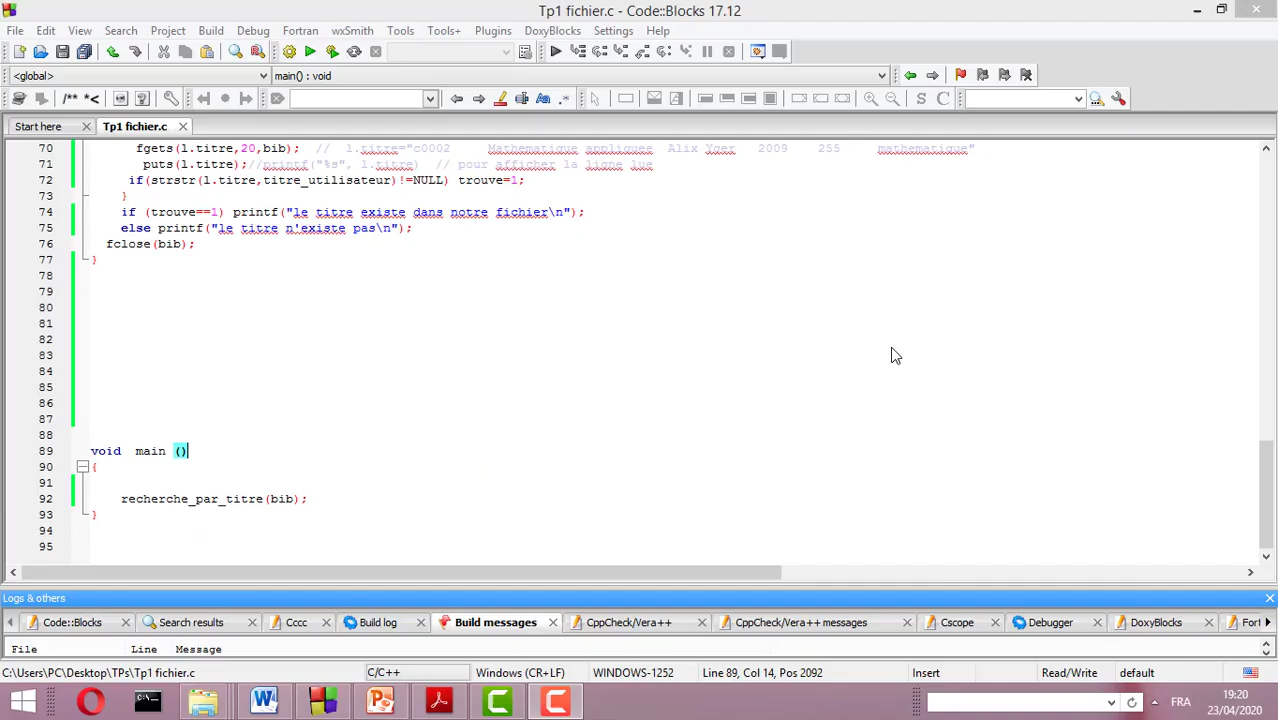 Tp1 fichier.c - Code::Blocks 17.12
File Edit View Search Project Build Debug Fortran wxSmith Tools Tools+ Plugins DoxyBlocks Settings Help
<global> main() : void
/** *< S C
Start here Tp1 fichier.c
70 fgets(l.titre,20,bib); // l.titre="c0002 Mathematique appliquee Alix Yger 2009 255 mathematique"
71 puts(l.titre);//printf("%s", l.titre) // pour afficher la ligne lue
72 if(strstr(l.titre,titre_utilisateur)!=NULL) trouve=1;
73 }
74 if (trouve==1) printf("le titre existe dans notre fichier\n");
75 else printf("le titre n'existe pas\n");
76 fclose(bib);
77 }
78
79
80
81
82
83
84
85
86
87
88
89 void main ()
90 {
91
92 recherche_par_titre(bib);
93 }
94
95
Logs & others
Code::Blocks Search results Cccc Build log Build messages CppCheck/Vera++ CppCheck/Vera++ messages Cscope Debugger DoxyBlocks Fort
File Line Message
C:\Users\PC\Desktop\TPs\Tp1 fichier.c C/C++ Windows (CR+LF) WINDOWS-1252 Line 89, Col 14, Pos 2092 Insert Read/Write default
FRA 19:20
23/04/2020